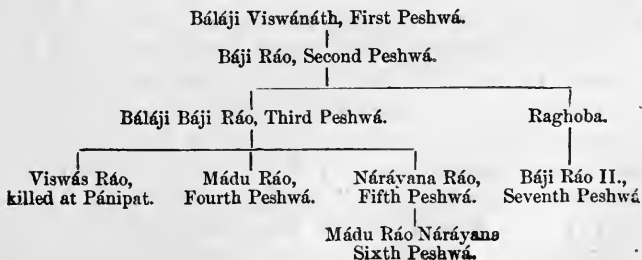 Báláji Viswánáth, First Peshwá.
Báji Ráo, Second Peshwá.
Báláji Báji Ráo, Third Peshwá. Raghoba.
Viswás Ráo, Mádu Ráo, Náráyana Ráo, Báji Ráo II.,
killed at Pánipat. Fourth Peshwá. Fifth Peshwá. Seventh Peshwá
Mádu Ráo Náráyana
Sixth Peshwá.